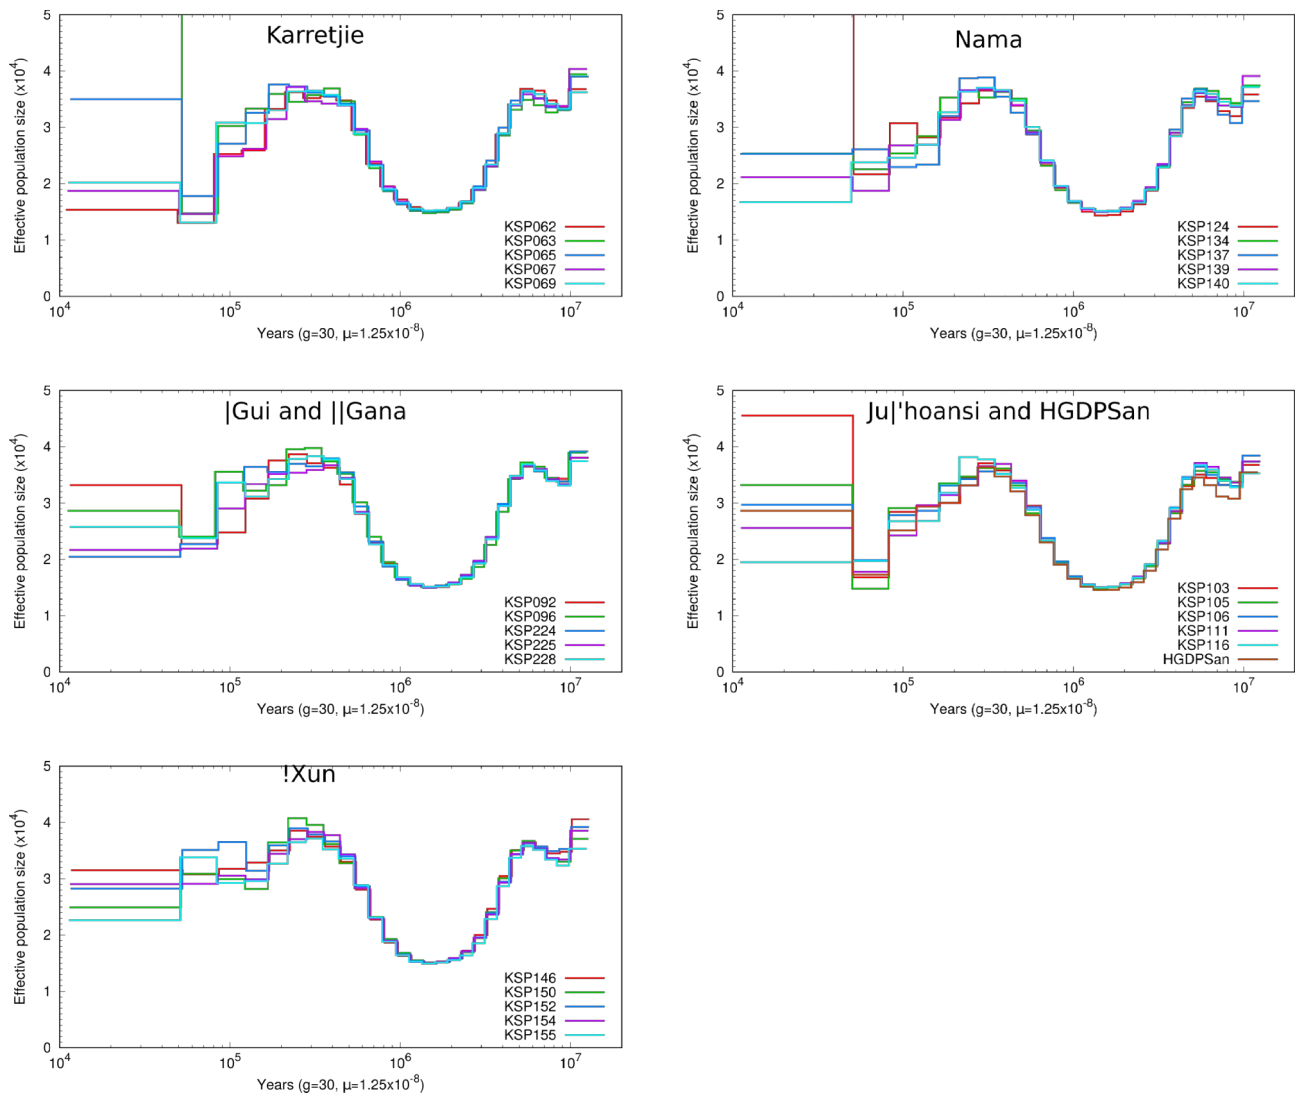 Karretjie
Effective population size (x10⁴)
5
4
3
2
1
0
KSP062
KSP063
KSP065
KSP067
KSP069
10⁴ 10⁵ 10⁶ 10⁷
Years (g=30, μ=1.25x10⁻⁸)
Nama
Effective population size (x10⁴)
5
4
3
2
1
0
KSP124
KSP134
KSP137
KSP139
KSP140
10⁴ 10⁵ 10⁶ 10⁷
Years (g=30, μ=1.25x10⁻⁸)
|Gui and ||Gana
Effective population size (x10⁴)
5
4
3
2
1
0
KSP092
KSP096
KSP224
KSP225
KSP228
10⁴ 10⁵ 10⁶ 10⁷
Years (g=30, μ=1.25x10⁻⁸)
Ju|'hoansi and HGDPSan
Effective population size (x10⁴)
5
4
3
2
1
0
KSP103
KSP105
KSP106
KSP111
KSP116
HGDPSan
10⁴ 10⁵ 10⁶ 10⁷
Years (g=30, μ=1.25x10⁻⁸)
!Xun
Effective population size (x10⁴)
5
4
3
2
1
0
KSP146
KSP150
KSP152
KSP154
KSP155
10⁴ 10⁵ 10⁶ 10⁷
Years (g=30, μ=1.25x10⁻⁸)